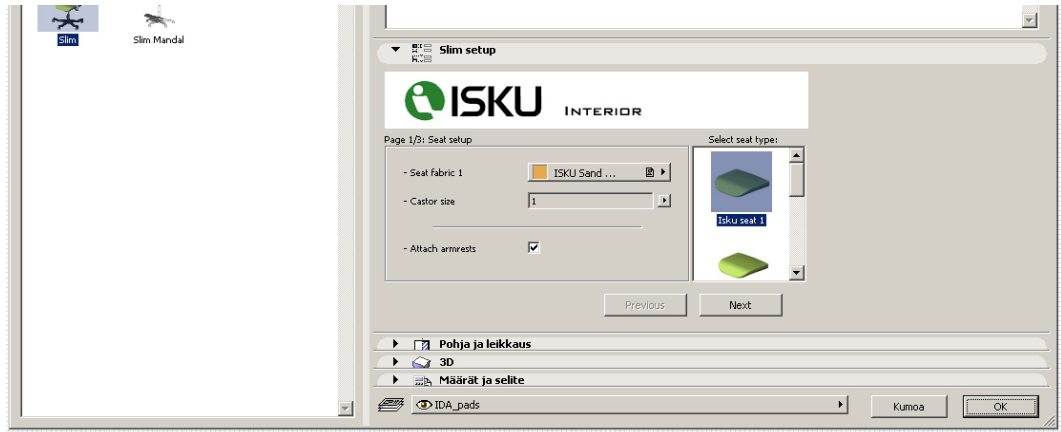 Slim
Slim Mandal
Slim setup
ISKU INTERIOR
Page 1/3: Seat setup
Select seat type:
- Seat fabric 1
ISKU Sand ...
- Castor size
1
Isku seat 1
- Attach armrests
Previous
Next
Pohja ja leikkaus
3D
Määrät ja selite
IDA_pads
Kumoa
OK